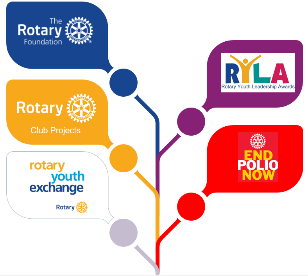 The
Rotary
Foundation
RYLA
Rotary Youth Leadership Awards
Rotary
Club Projects
END
POLIO
NOW
rotary
youth
exchange
Rotary